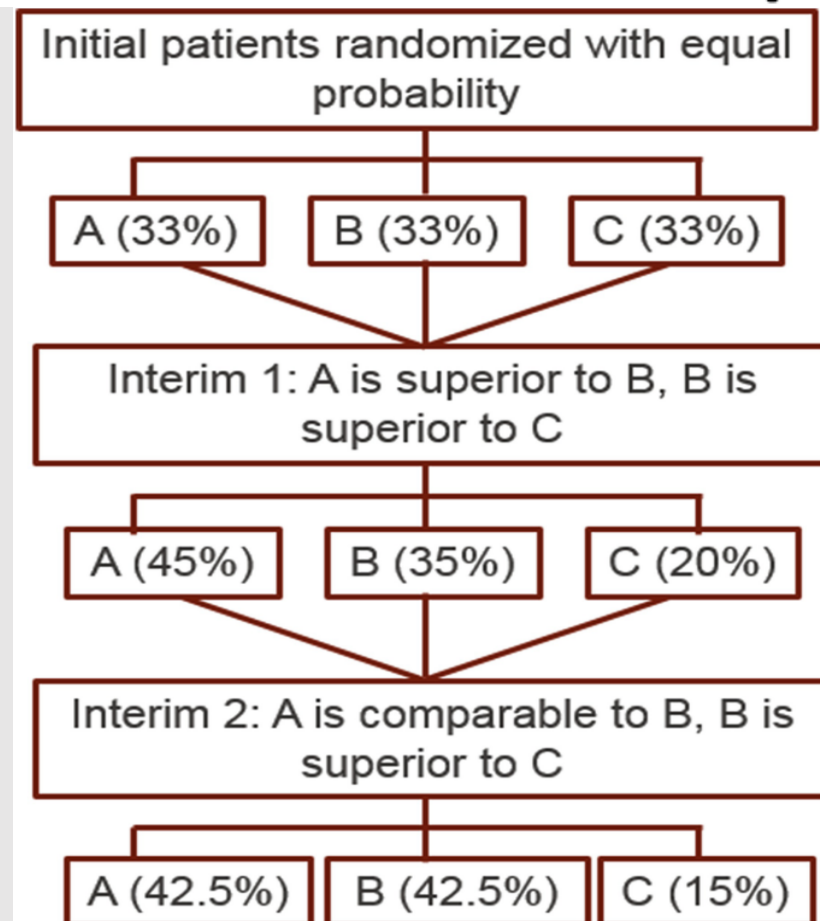 Initial patients randomized with equal
probability
A (33%)
B (33%)
C (33%)
Interim 1: A is superior to B, B is
superior to C
A (45%)
B (35%)
C (20%)
Interim 2: A is comparable to B, B is
superior to C
A (42.5%)
B (42.5%)
C (15%)